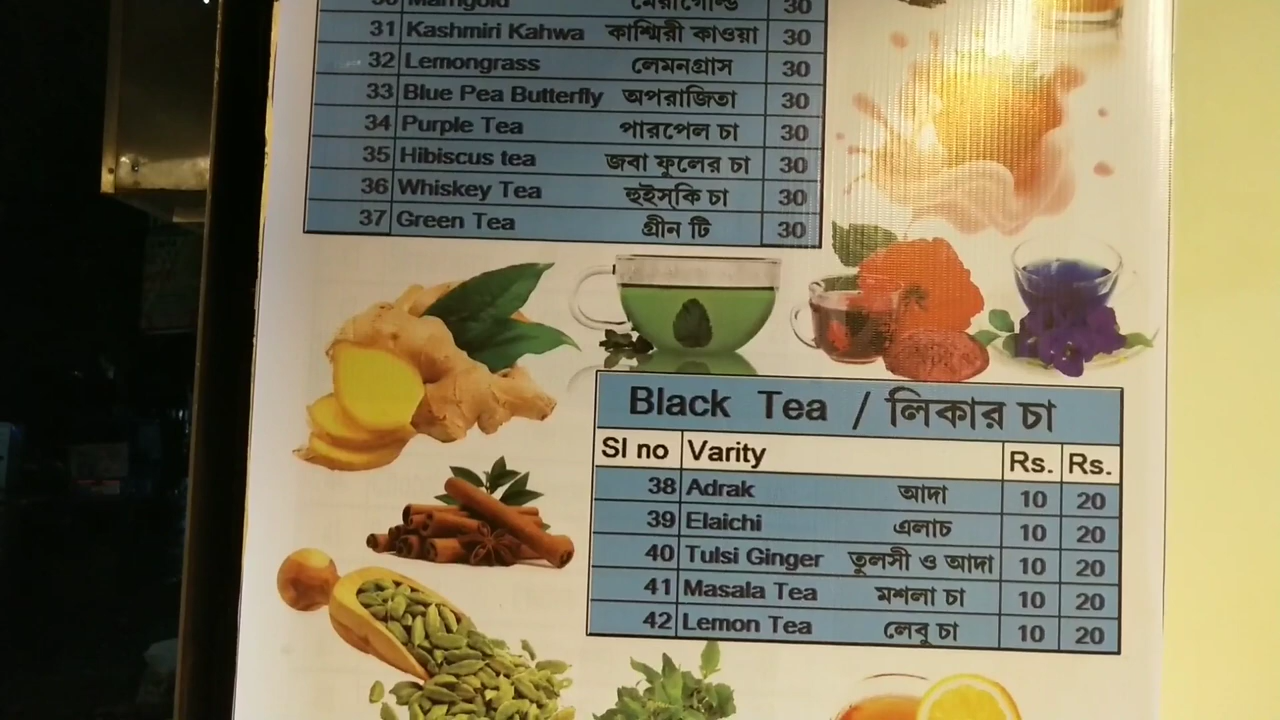 30 Marrigold মেরাগোল্ড 30
31 Kashmiri Kahwa কাশ্মিরী কাওয়া 30
32 Lemongrass লেমনগ্রাস 30
33 Blue Pea Butterfly অপরাজিতা 30
34 Purple Tea পারপেল চা 30
35 Hibiscus tea জবা ফুলের চা 30
36 Whiskey Tea হুইস্কি চা 30
37 Green Tea গ্রীন টি 30
Black Tea / লিকার চা
Sl no Varity Rs. Rs.
38 Adrak আদা 10 20
39 Elaichi এলাচ 10 20
40 Tulsi Ginger তুলসী ও আদা 10 20
41 Masala Tea মশলা চা 10 20
42 Lemon Tea লেবু চা 10 20